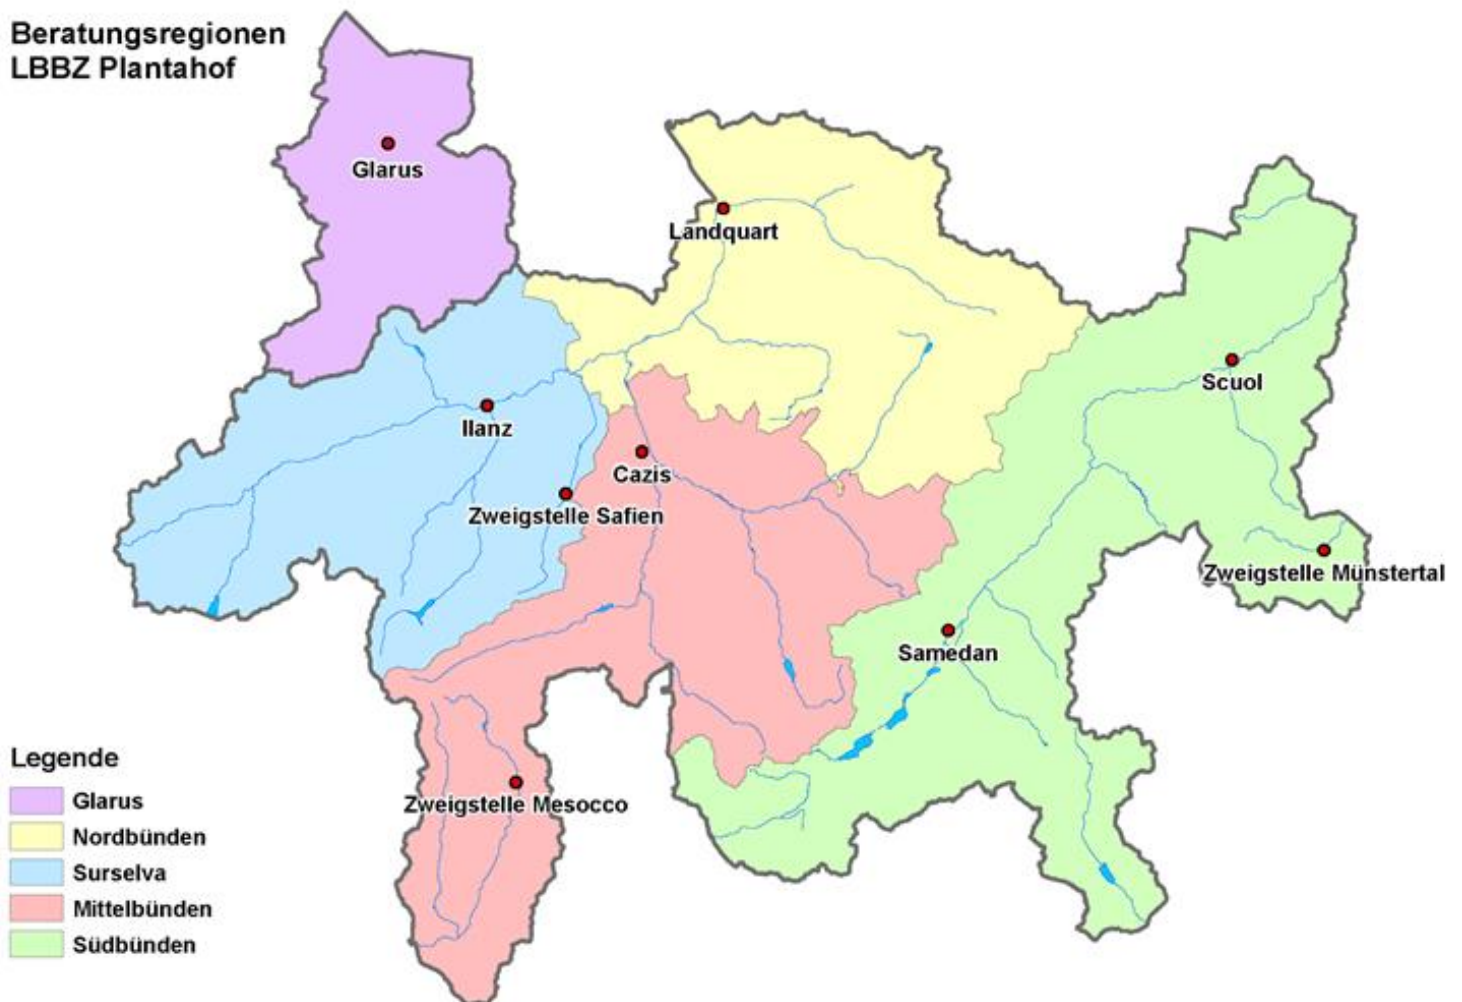 Beratungsregionen
LBBZ Plantahof
Glarus
Landquart
Scuol
Ilanz
Cazis
Zweigstelle Safien
Zweigstelle Münstertal
Samedan
Zweigstelle Mesocco
Legende
Glarus
Nordbünden
Surselva
Mittelbünden
Südbünden